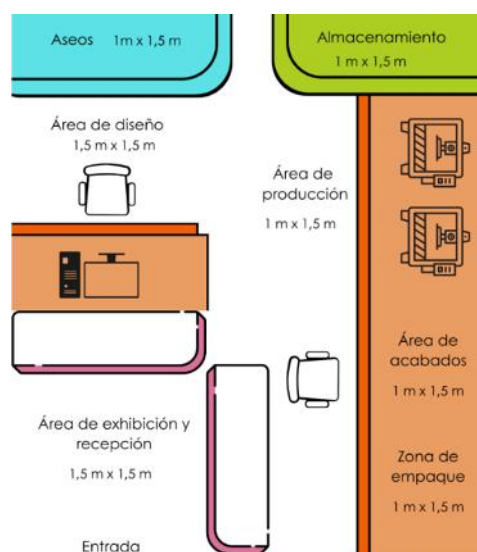 Aseos 1m x 1,5 m
Almacenamiento
1 m x 1,5 m
Área de diseño
1,5 m x 1,5 m
Área de
producción
1 m x 1,5 m
Área de
acabados
1 m x 1,5 m
Área de exhibición y
recepción
1,5 m x 1,5 m
Zona de
empaque
1 m x 1,5 m
Entrada